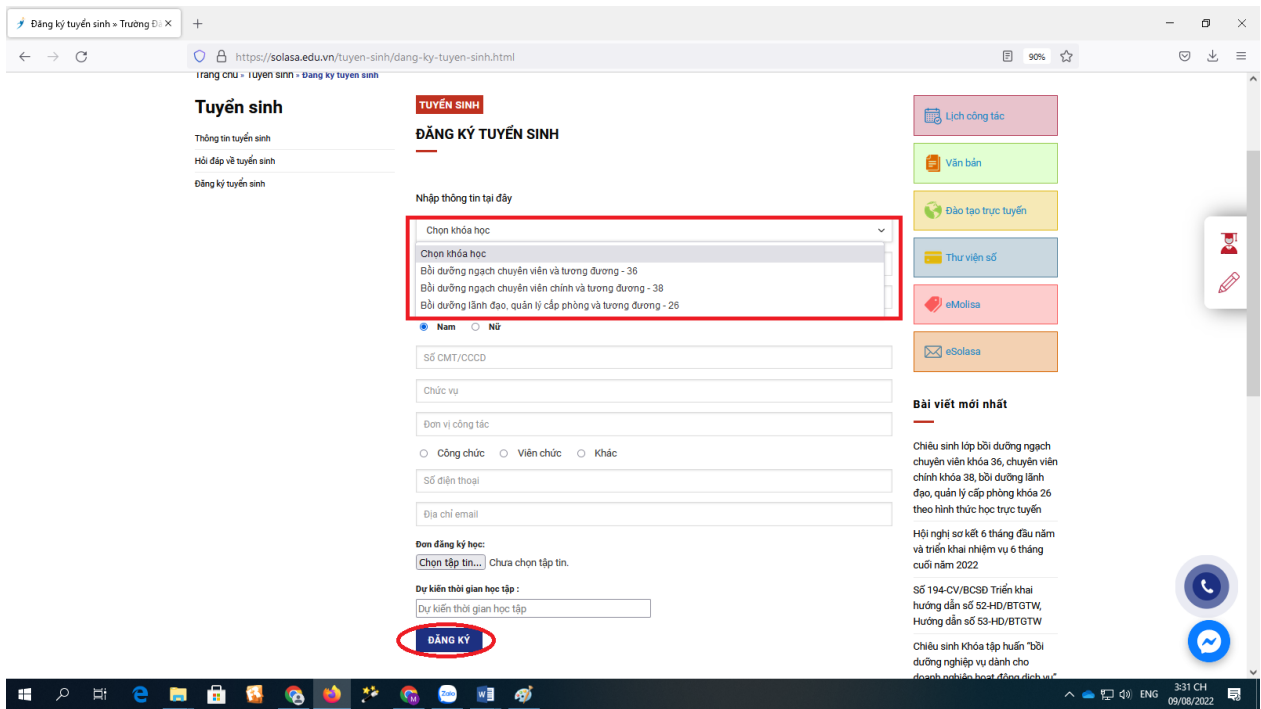 Đăng ký tuyển sinh » Trường Đà
https://solasa.edu.vn/tuyen-sinh/dang-ky-tuyen-sinh.html
90%
Trang chủ » Tuyển sinh » Đăng ký tuyển sinh
Tuyển sinh
Thông tin tuyển sinh
Hỏi đáp về tuyển sinh
Đăng ký tuyển sinh
TUYỂN SINH
ĐĂNG KÝ TUYỂN SINH
Nhập thông tin tại đây
Chọn khóa học
Chọn khóa học
Bồi dưỡng ngạch chuyên viên và tương đương - 36
Bồi dưỡng ngạch chuyên viên chính và tương đương - 38
Bồi dưỡng lãnh đạo, quản lý cấp phòng và tương đương - 26
Nam Nữ
Số CMT/CCCD
Chức vụ
Đơn vị công tác
Công chức Viên chức Khác
Số điện thoại
Địa chỉ email
Đơn đăng ký học:
Chọn tập tin... Chưa chọn tập tin.
Dự kiến thời gian học tập :
Dự kiến thời gian học tập
ĐĂNG KÝ
Lịch công tác
Văn bản
Đào tạo trực tuyến
Thư viện số
eMolisa
eSolasa
Bài viết mới nhất
Chiêu sinh lớp bồi dưỡng ngạch
chuyên viên khóa 36, chuyên viên
chính khóa 38, bồi dưỡng lãnh
đạo, quản lý cấp phòng khóa 26
theo hình thức học trực tuyến
Hội nghị sơ kết 6 tháng đầu năm
và triển khai nhiệm vụ 6 tháng
cuối năm 2022
Số 194-CV/BCSĐ Triển khai
hướng dẫn số 52-HD/BTGTW,
Hướng dẫn số 53-HD/BTGTW
Chiêu sinh Khóa tập huấn "bồi
dưỡng nghiệp vụ dành cho
doanh nghiệp hoạt động dịch vụ"
Zalo
ENG
3:31 CH
09/08/2022